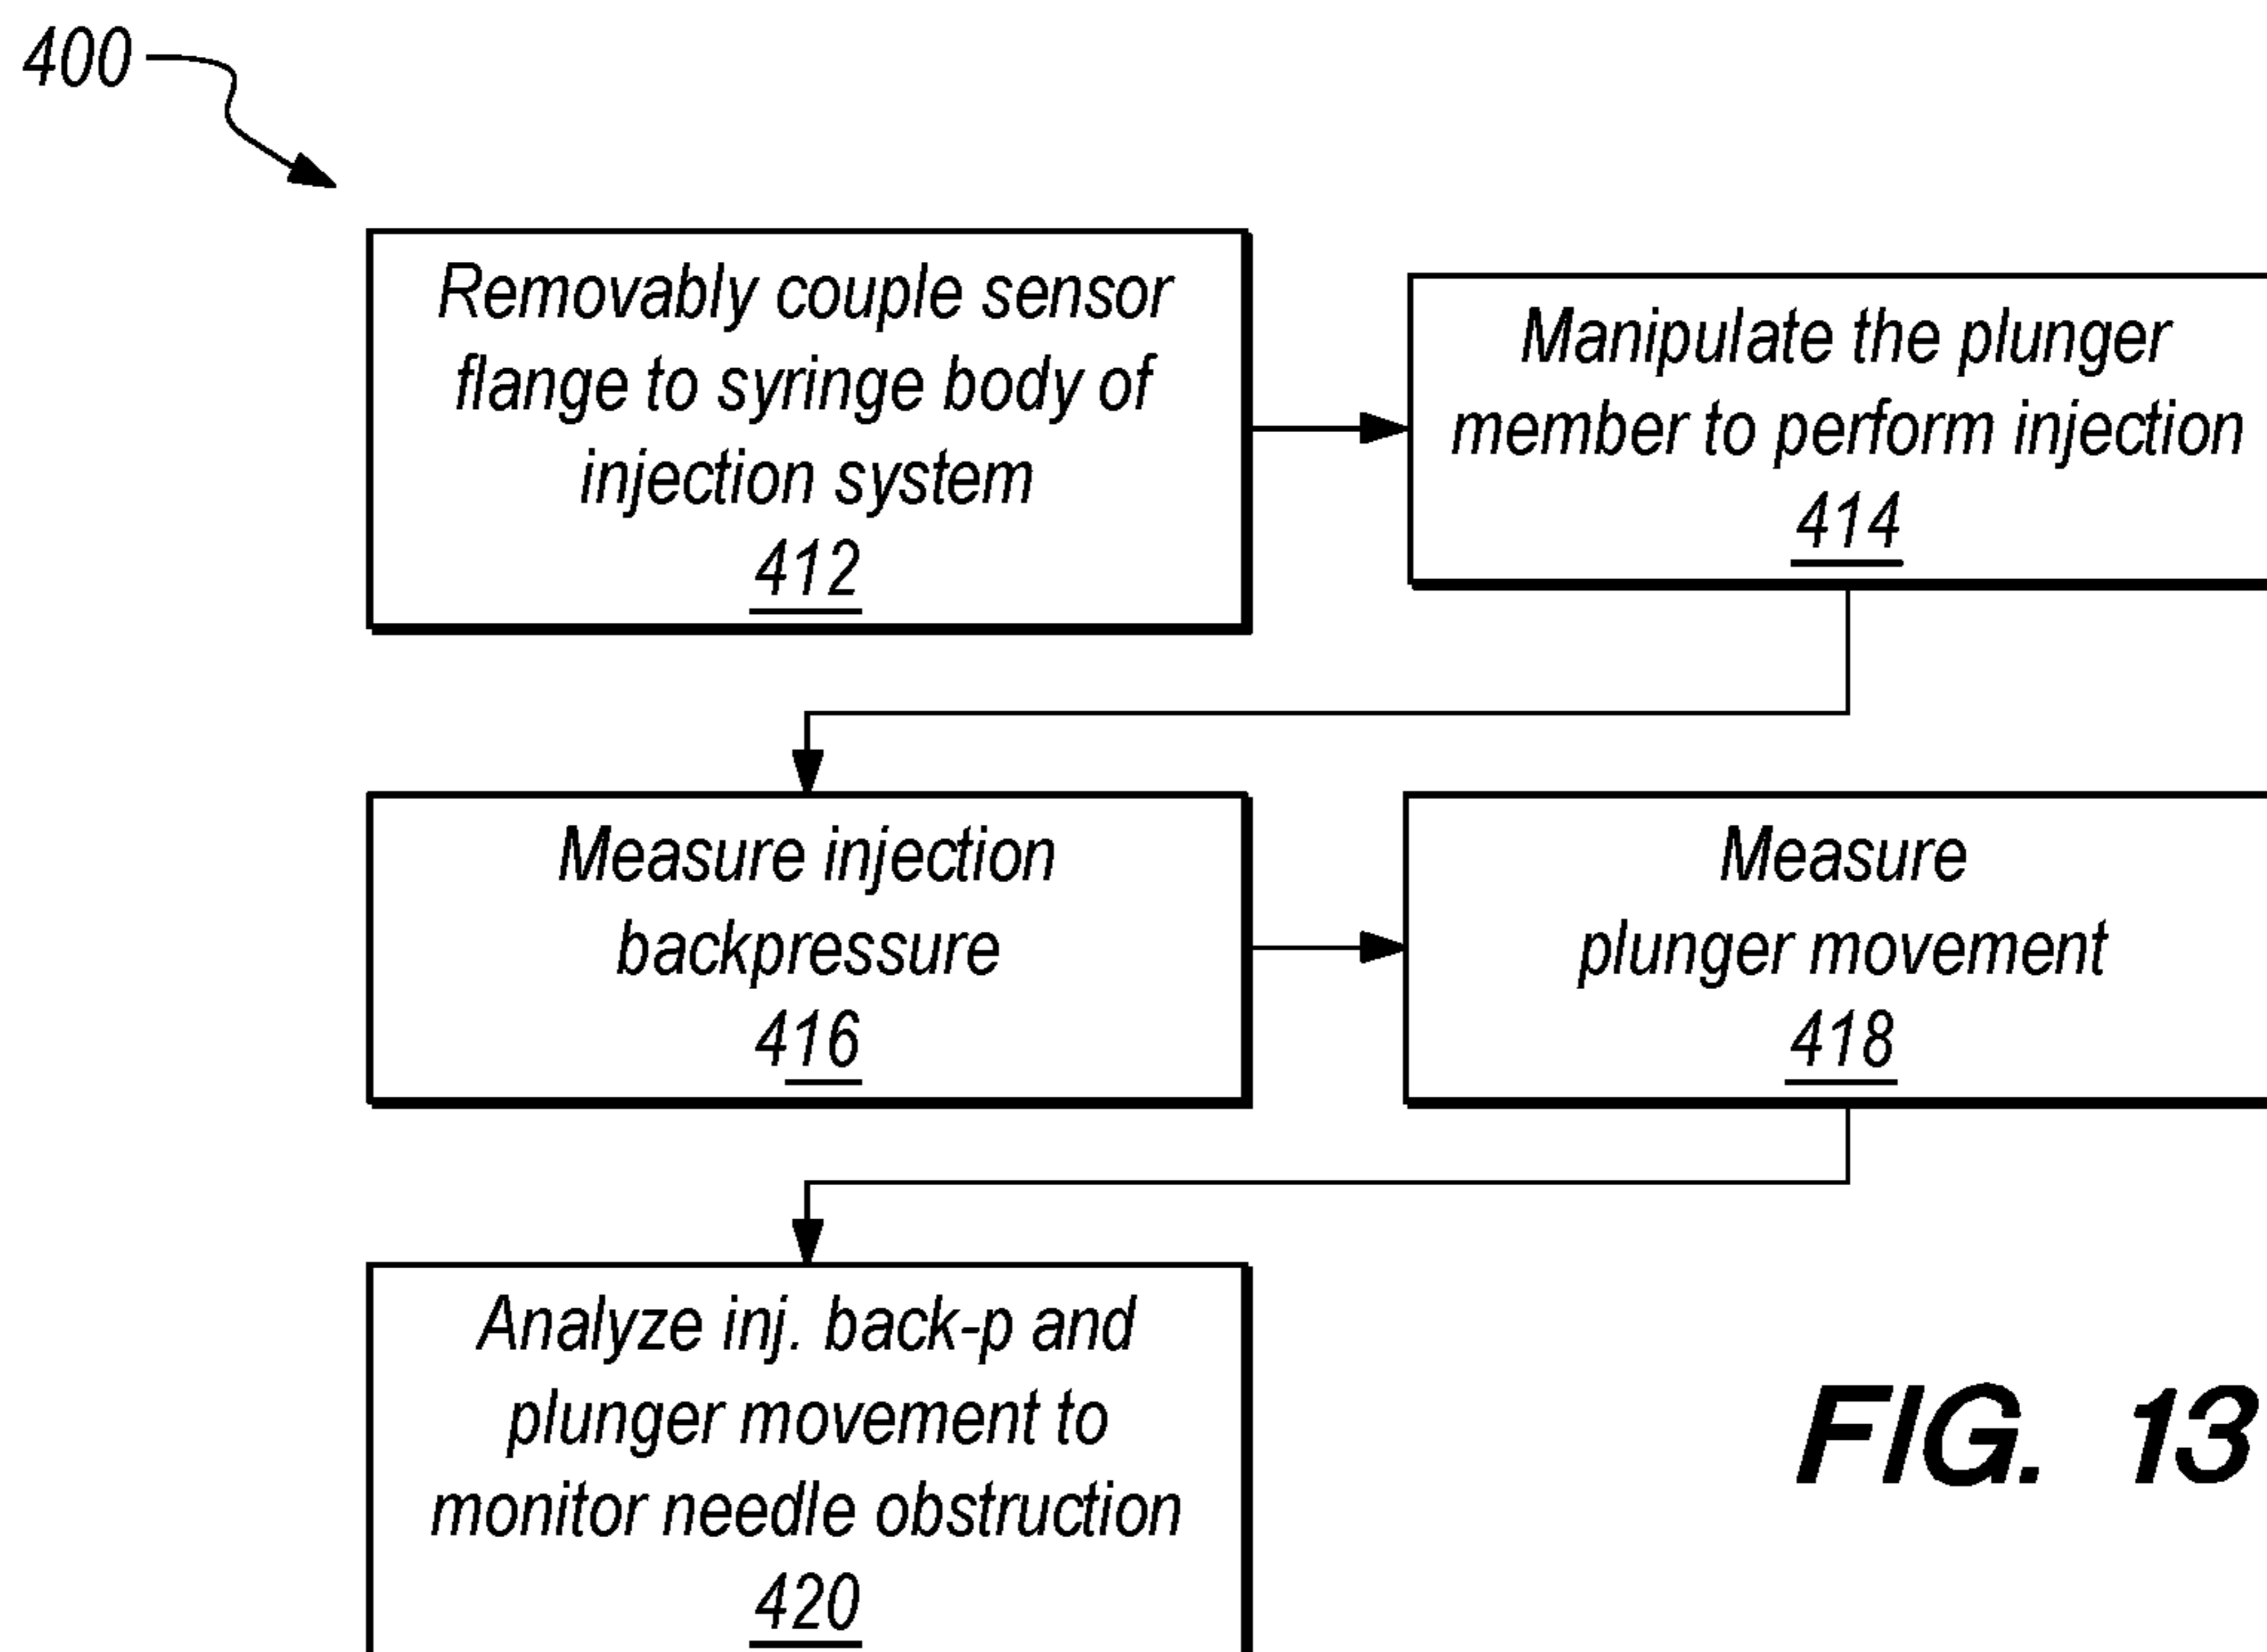 400
Removably couple sensor
flange to syringe body of
injection system
412
Manipulate the plunger
member to perform injection
414
Measure injection
backpressure
416
Measure
plunger movement
418
Analyze inj. back-p and
plunger movement to
monitor needle obstruction
420
FIG. 13